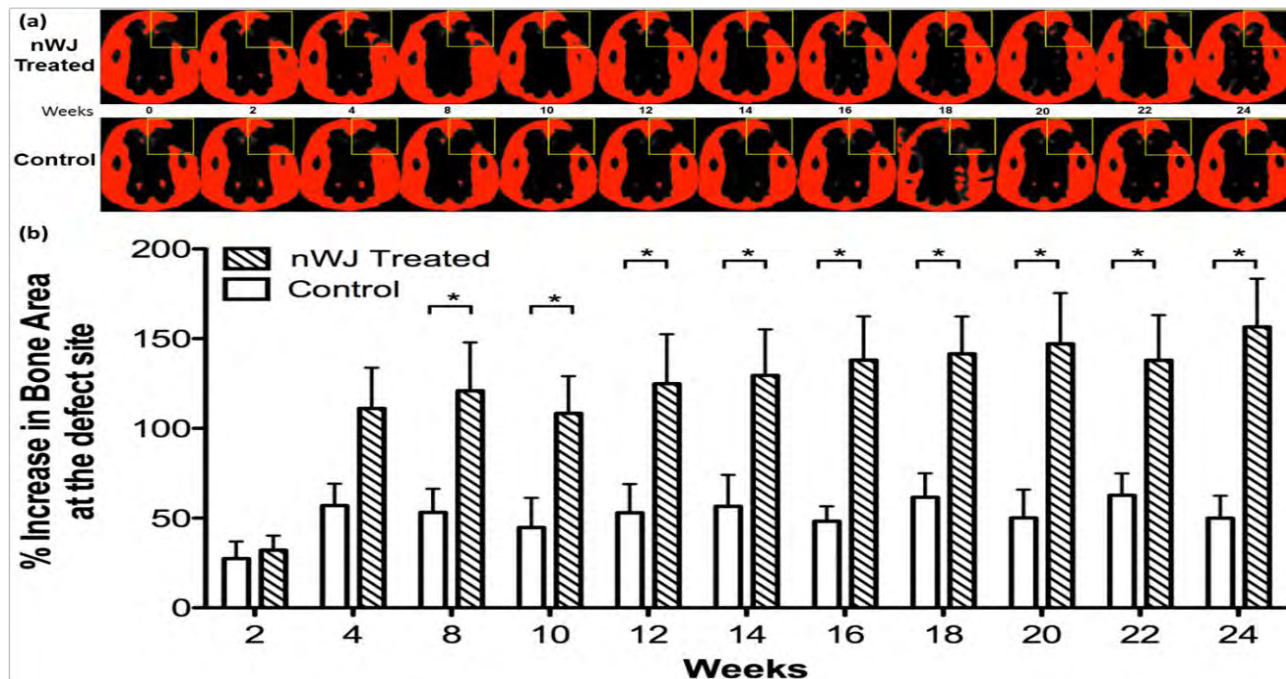 (a)
nWJ
Treated
Weeks 0 2 4 8 10 12 14 16 18 20 22 24
Control
(b)
% Increase in Bone Area
at the defect site
200
150
100
50
0
nWJ Treated
Control
* * * * * * * * *
2 4 8 10 12 14 16 18 20 22 24
Weeks